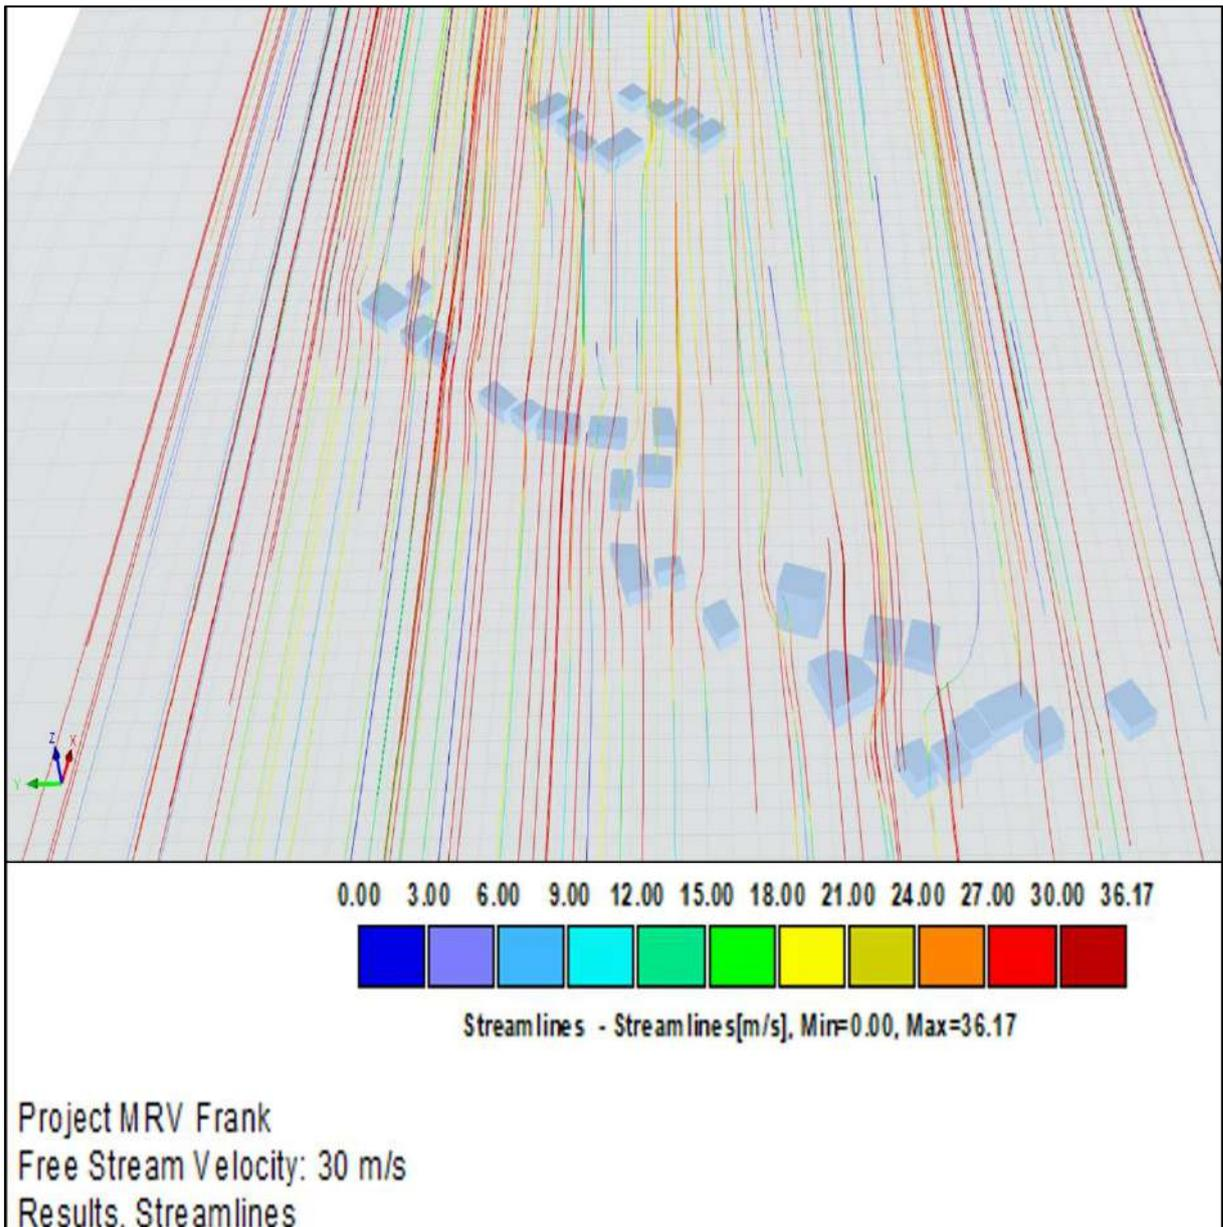 Z X
Y
0.00 3.00 6.00 9.00 12.00 15.00 18.00 21.00 24.00 27.00 30.00 36.17
Streamlines - Streamlines[m/s], Min=0.00, Max=36.17
Project MRV Frank
Free Stream Velocity: 30 m/s
Results, Streamlines